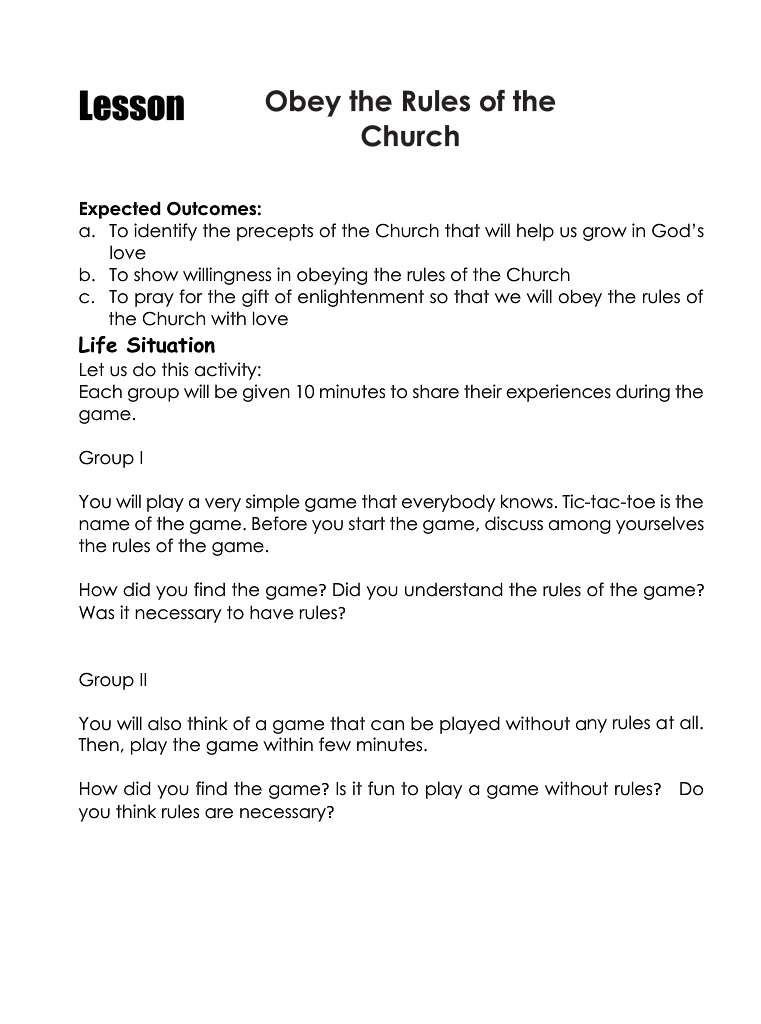 Lesson
Obey the Rules of the
Church
Expected Outcomes:
a. To identify the precepts of the Church that will help us grow in God's
love
b. To show willingness in obeying the rules of the Church
c. To pray for the gift of enlightenment so that we will obey the rules of
the Church with love
Life Situation
Let us do this activity:
Each group will be given 10 minutes to share their experiences during the
game.
Group I
You will play a very simple game that everybody knows. Tic-tac-toe is the
name of the game. Before you start the game, discuss among yourselves
the rules of the game.
How did you find the game? Did you understand the rules of the game?
Was it necessary to have rules?
Group II
You will also think of a game that can be played without any rules at all.
Then, play the game within few minutes.
How did you find the game? Is it fun to play a game without rules? Do
you think rules are necessary?